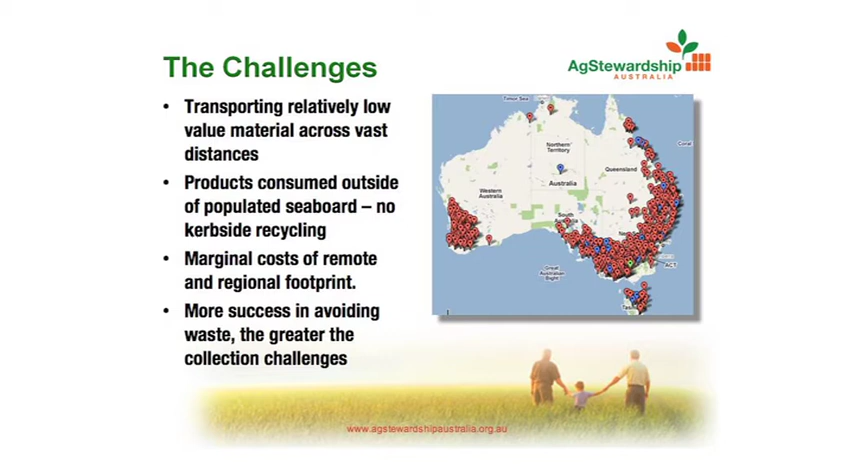 The Challenges
AgStewardship
AUSTRALIA
• Transporting relatively low
value material across vast
distances
• Products consumed outside
of populated seaboard – no
kerbside recycling
• Marginal costs of remote
and regional footprint.
• More success in avoiding
waste, the greater the
collection challenges
Timor Sea
Coral
Northern
Territory
Queensland
Australia
Western
Australia
South
Great
Australian
Bight
ACT
www.agstewardshipaustralia.org.au